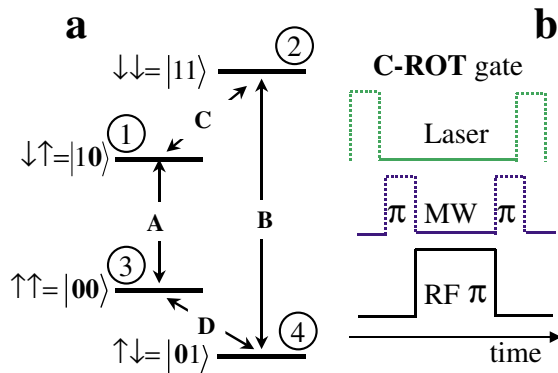 a
↓↓=|11⟩
2
C
1
↓↑=|10⟩
A
B
3
↑↑=|00⟩
D
4
↑↓=|01⟩
b
C-ROT gate
Laser
π MW π
RF π
time